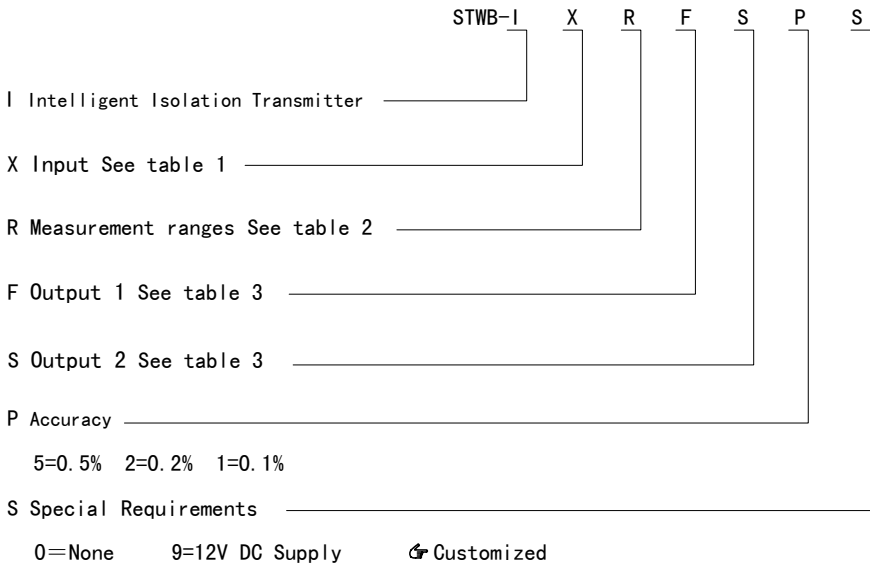 STWB-I X R F S P S
I Intelligent Isolation Transmitter
X Input See table 1
R Measurement ranges See table 2
F Output 1 See table 3
S Output 2 See table 3
P Accuracy
5=0.5% 2=0.2% 1=0.1%
S Special Requirements
0=None 9=12V DC Supply ☞Customized